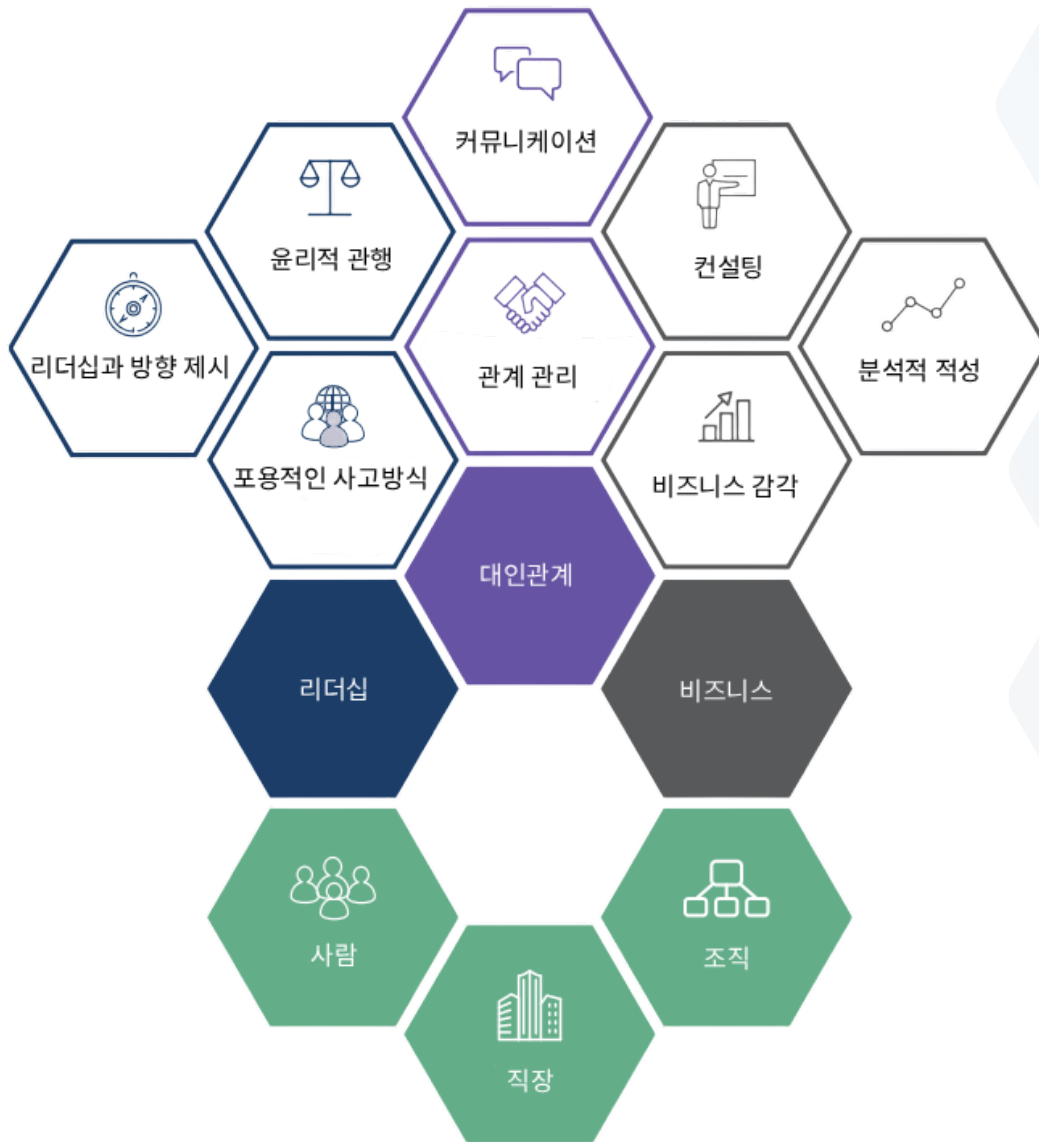 커뮤니케이션
윤리적 관행
컨설팅
리더십과 방향 제시
관계 관리
분석적 적성
포용적인 사고방식
비즈니스 감각
대인관계
리더십
비즈니스
사람
조직
직장